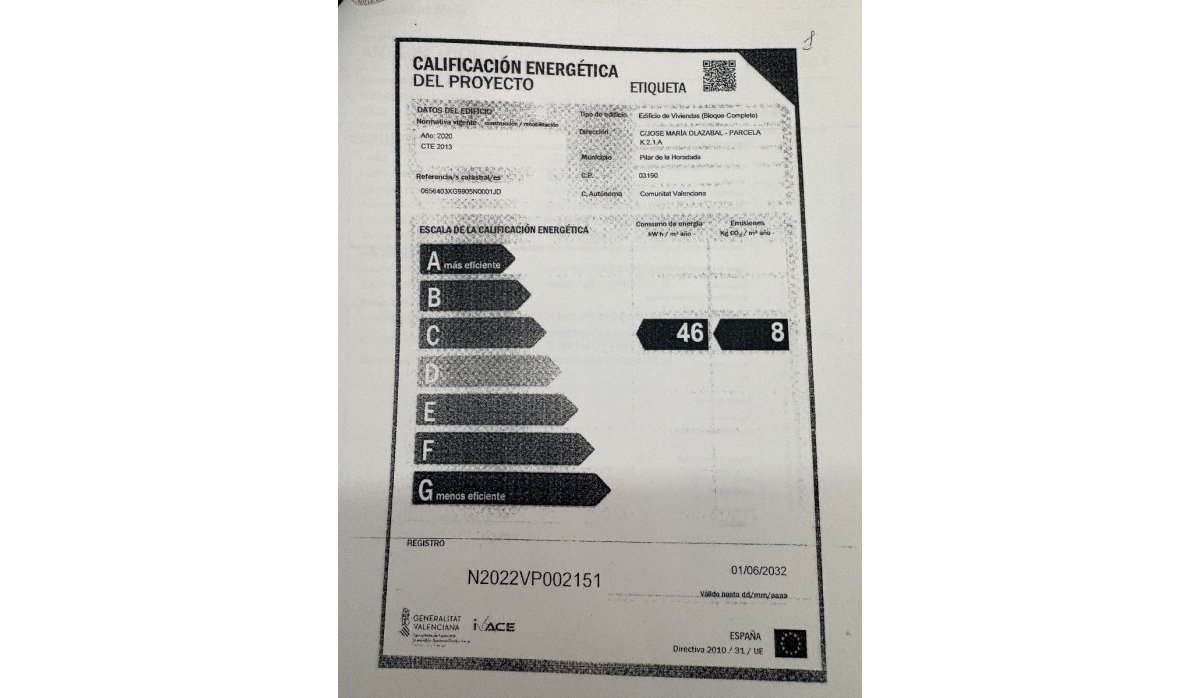 CALIFICACIÓN ENERGÉTICA
DEL PROYECTO
ETIQUETA
DATOS DEL EDIFICIO
Normativa vigente construcción / rehabilitación
Año: 2020
CTE 2013
Referencia/s catastral/es
0656403XG9905N0001JD
Tipo de edificio
Edificio de Viviendas (Bloque Completo)
Dirección
C/JOSE MARÍA OLAZABAL - PARCELA
K.2.1.A
Municipio
Pilar de la Horadada
C.P.
03190
C. Autónoma
Comunitat Valenciana
ESCALA DE LA CALIFICACIÓN ENERGÉTICA
Consumo de energía
kW h / m² año
Emisiones
Kg CO₂ / m² año
A más eficiente
B
C
46
8
D
E
F
G menos eficiente
REGISTRO
N2022VP002151
01/06/2032
Válido hasta dd/mm/aaaa
GENERALITAT
VALENCIANA
iVACE
ESPAÑA
Directiva 2010 / 31 / UE